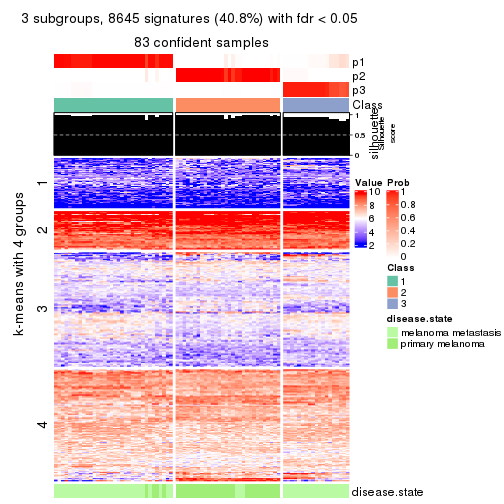 3 subgroups, 8645 signatures (40.8%) with fdr < 0.05
83 confident samples
p1
p2
p3
Class
1
0.5
0
silhouette
Silhouette
score
k-means with 4 groups
1
2
3
4
Value
10
8
6
4
2
Prob
1
0.8
0.6
0.4
0.2
0
Class
1
2
3
disease.state
melanoma metastasis
primary melanoma
disease.state